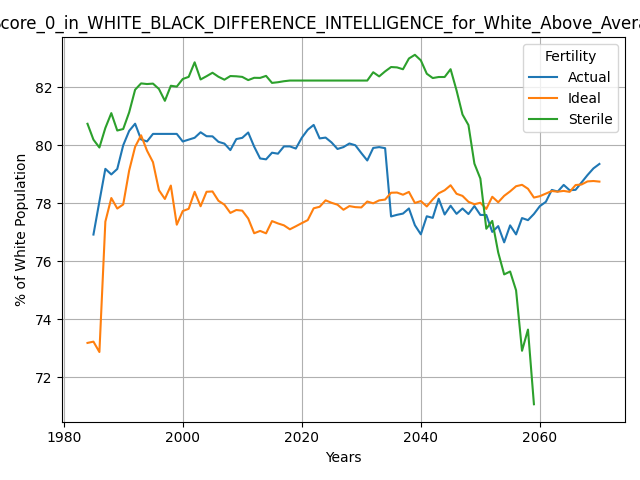 core_0_in_WHITE_BLACK_DIFFERENCE_INTELLIGENCE_for_White_Above_Avera
Fertility
Actual
Ideal
Sterile
% of White Population
82
80
78
76
74
72
1980
2000
2020
2040
2060
Years